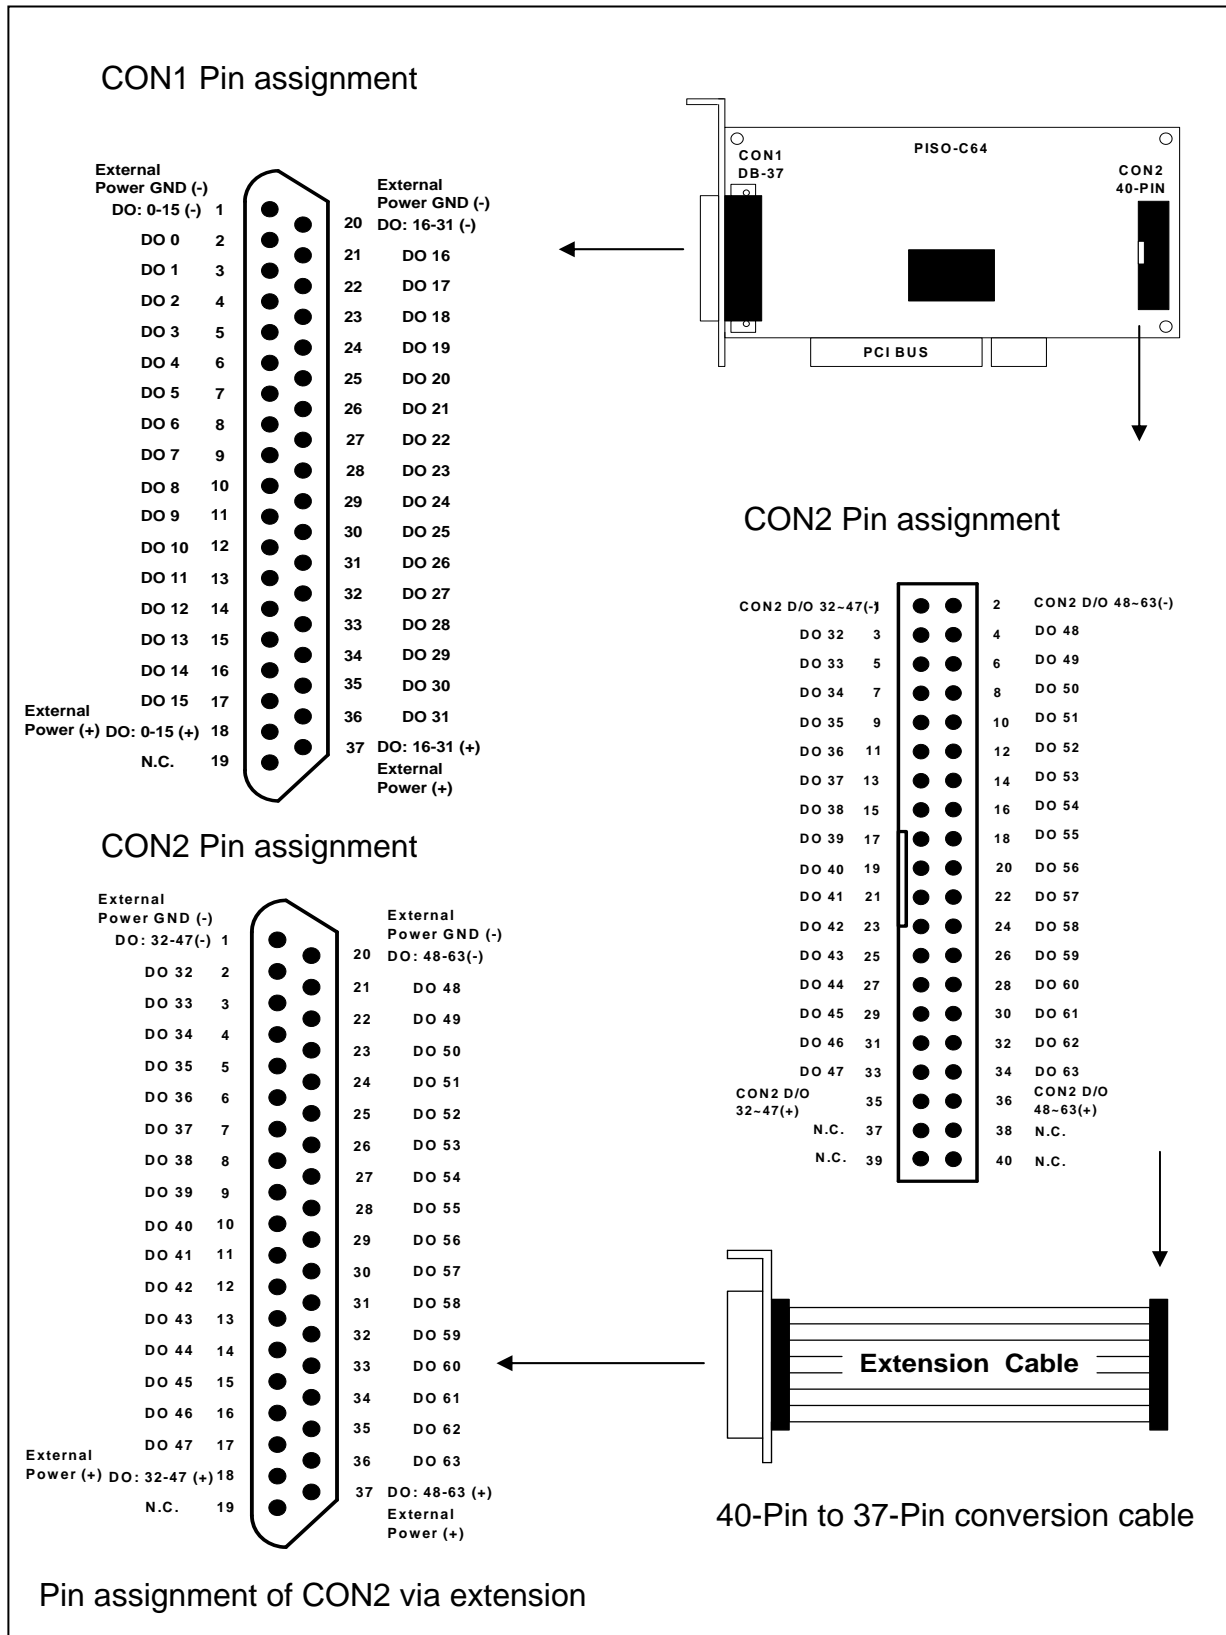 CON1 Pin assignment
External
Power GND (-)
DO: 0-15 (-) 1
DO 0 2
DO 1 3
DO 2 4
DO 3 5
DO 4 6
DO 5 7
DO 6 8
DO 7 9
DO 8 10
DO 9 11
DO 10 12
DO 11 13
DO 12 14
DO 13 15
DO 14 16
DO 15 17
External
Power (+) DO: 0-15 (+) 18
N.C. 19
External
Power GND (-)
20 DO: 16-31 (-)
21 DO 16
22 DO 17
23 DO 18
24 DO 19
25 DO 20
26 DO 21
27 DO 22
28 DO 23
29 DO 24
30 DO 25
31 DO 26
32 DO 27
33 DO 28
34 DO 29
35 DO 30
36 DO 31
37 DO: 16-31 (+)
External
Power (+)
PISO-C64
CON1
DB-37
CON2
40-PIN
PCI BUS
CON2 Pin assignment
CON2 D/O 32~47(-) 1 2 CON2 D/O 48~63(-)
DO 32 3 4 DO 48
DO 33 5 6 DO 49
DO 34 7 8 DO 50
DO 35 9 10 DO 51
DO 36 11 12 DO 52
DO 37 13 14 DO 53
DO 38 15 16 DO 54
DO 39 17 18 DO 55
DO 40 19 20 DO 56
DO 41 21 22 DO 57
DO 42 23 24 DO 58
DO 43 25 26 DO 59
DO 44 27 28 DO 60
DO 45 29 30 DO 61
DO 46 31 32 DO 62
DO 47 33 34 DO 63
CON2 D/O
32~47(+) 35
36 CON2 D/O
48~63(+)
N.C. 37 38 N.C.
N.C. 39 40 N.C.
CON2 Pin assignment
External
Power GND (-)
DO: 32-47(-) 1
DO 32 2
DO 33 3
DO 34 4
DO 35 5
DO 36 6
DO 37 7
DO 38 8
DO 39 9
DO 40 10
DO 41 11
DO 42 12
DO 43 13
DO 44 14
DO 45 15
DO 46 16
DO 47 17
External
Power (+) DO: 32-47 (+) 18
N.C. 19
External
Power GND (-)
20 DO: 48-63(-)
21 DO 48
22 DO 49
23 DO 50
24 DO 51
25 DO 52
26 DO 53
27 DO 54
28 DO 55
29 DO 56
30 DO 57
31 DO 58
32 DO 59
33 DO 60
34 DO 61
35 DO 62
36 DO 63
37 DO: 48-63 (+)
External
Power (+)
Extension Cable
40-Pin to 37-Pin conversion cable
Pin assignment of CON2 via extension